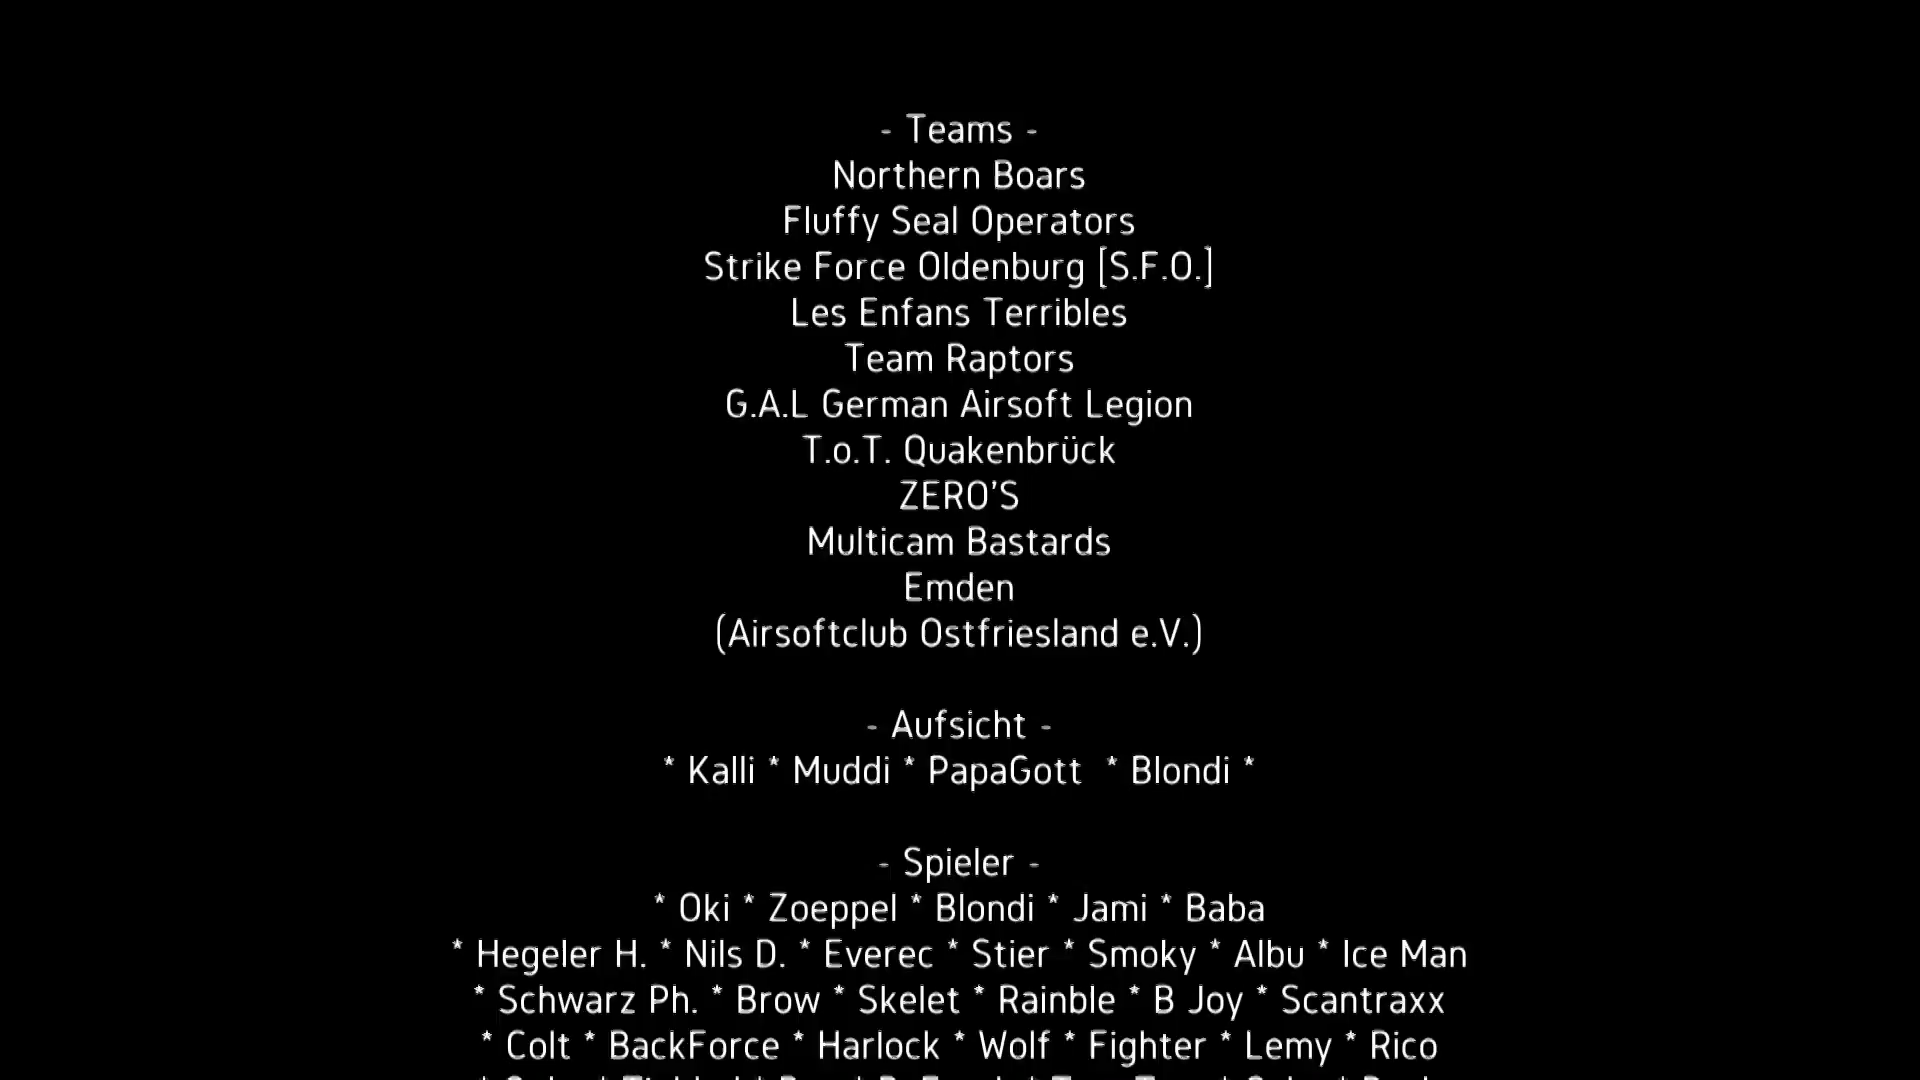 - Teams -
Northern Boars
Fluffy Seal Operators
Strike Force Oldenburg [S.F.O.]
Les Enfans Terribles
Team Raptors
G.A.L German Airsoft Legion
T.o.T. Quakenbrück
ZERO'S
Multicam Bastards
Emden
(Airsoftclub Ostfriesland e.V.)
- Aufsicht -
* Kalli * Muddi * PapaGott  * Blondi *
- Spieler -
* Oki * Zoeppel * Blondi * Jami * Baba
* Hegeler H. * Nils D. * Everec * Stier * Smoky * Albu * Ice Man
* Schwarz Ph. * Brow * Skelet * Rainble * B Joy * Scantraxx
* Colt * BackForce * Harlock * Wolf * Fighter * Lemy * Rico